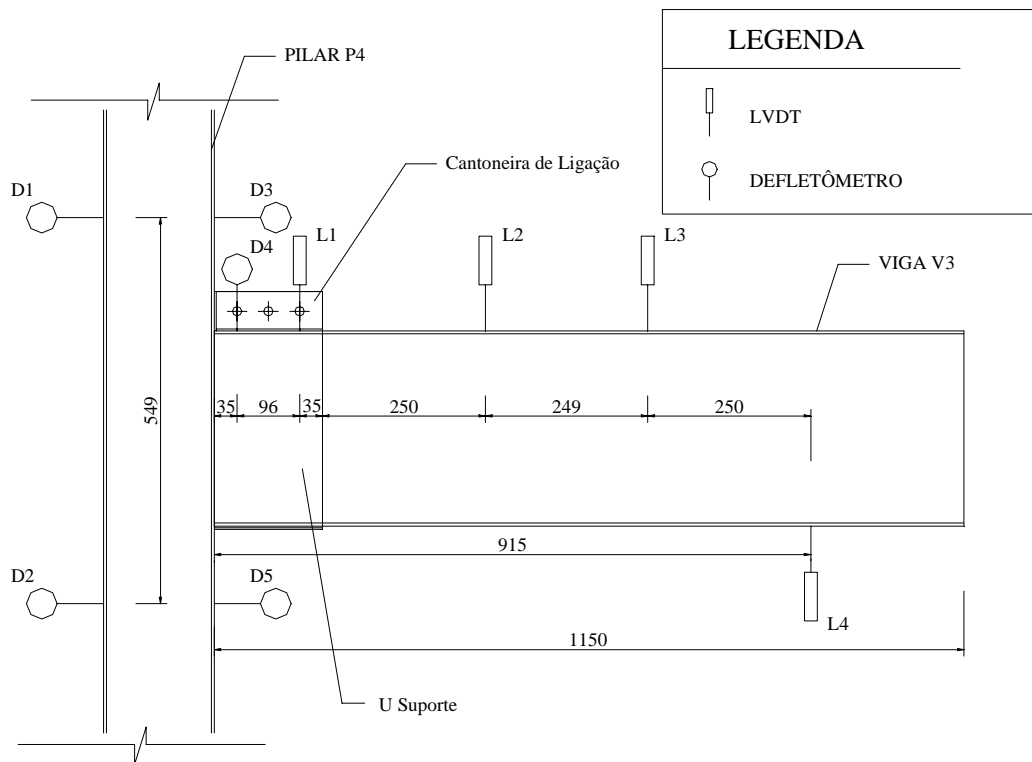 LEGENDA
PILAR P4
LVDT
Cantoneira de Ligação
DEFLETÔMETRO
D1
D3
D4
L1
L2
L3
VIGA V3
549
35
96
35
250
249
250
915
D2
D5
L4
1150
U Suporte